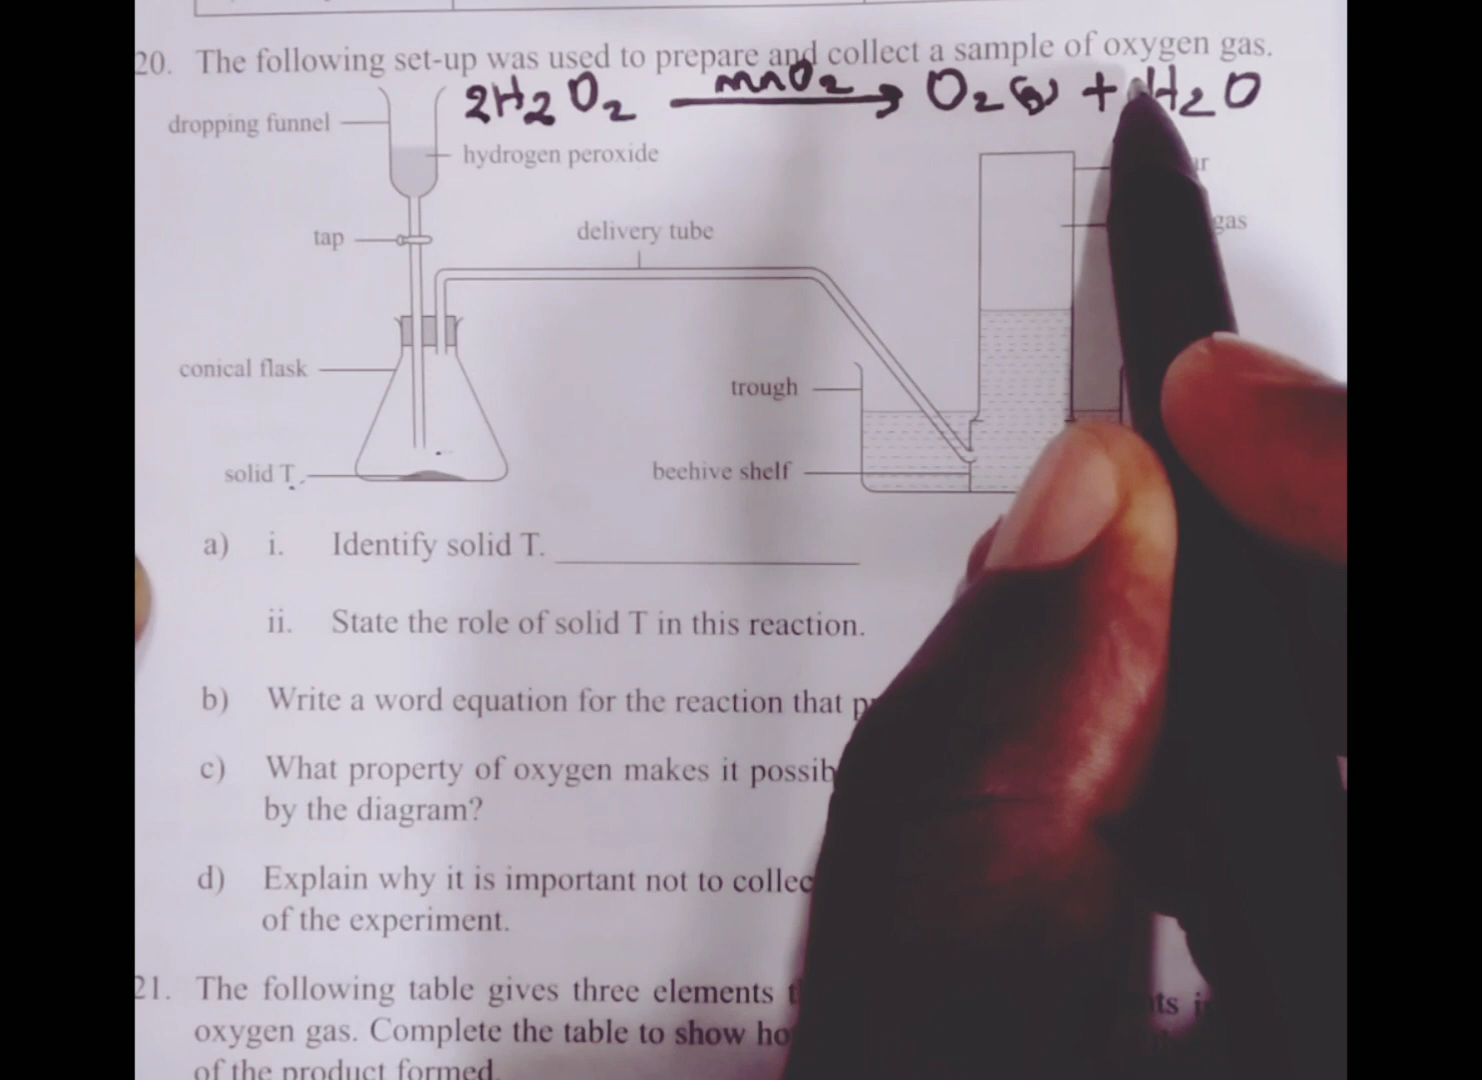 20. The following set-up was used to prepare and collect a sample of oxygen gas.
2H2O2 MnO2 → O2(g) + H2O
dropping funnel
hydrogen peroxide
tap
delivery tube
gas
conical flask
trough
solid T
beehive shelf
a) i. Identify solid T.
ii. State the role of solid T in this reaction.
b) Write a word equation for the reaction that
c) What property of oxygen makes it
by the diagram?
d) Explain why it is important not to
of the experiment.
21. The following table gives three elements
oxygen gas. Complete the table to show
of the product formed.